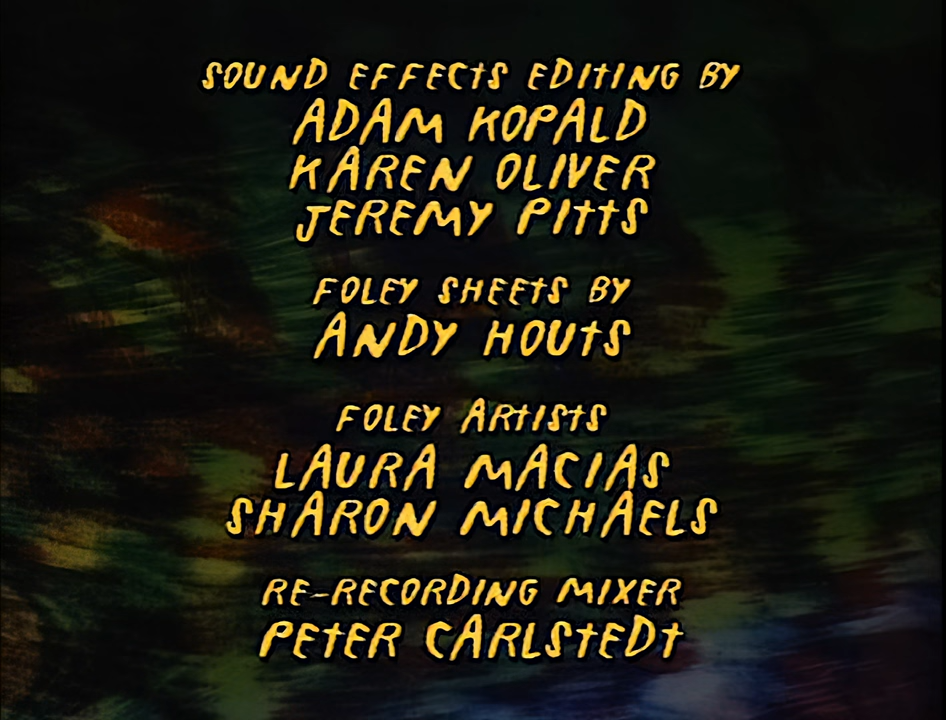 SOUND EFFECTS EDITING BY
ADAM KOPALD
KAREN OLIVER
JEREMY PITTS
FOLEY SHEETS BY
ANDY HOUTS
FOLEY ARTISTS
LAURA MACIAS
SHARON MICHAELS
RE-RECORDING MIXER
PETER CARLSTEDT